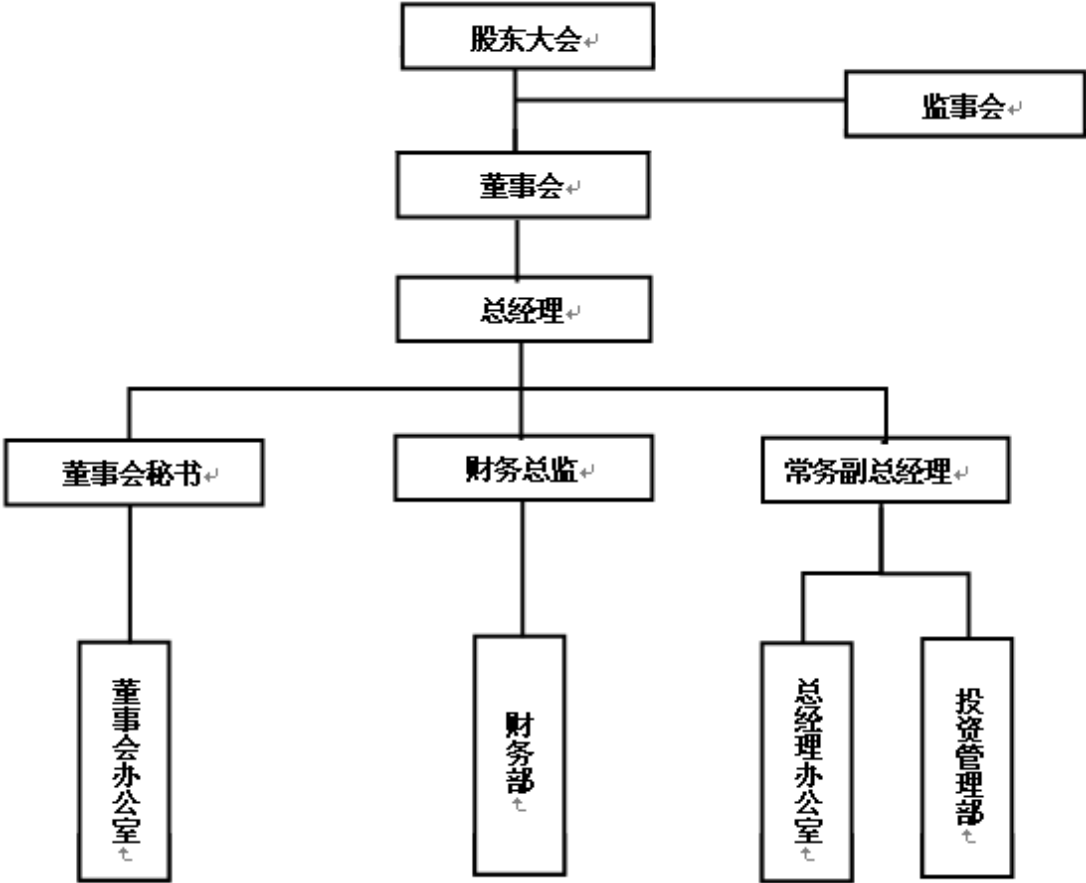 股东大会
监事会
董事会
总经理
董事会秘书
财务总监
常务副总经理
董事会办公室
财务部
总经理办公室
投资管理部